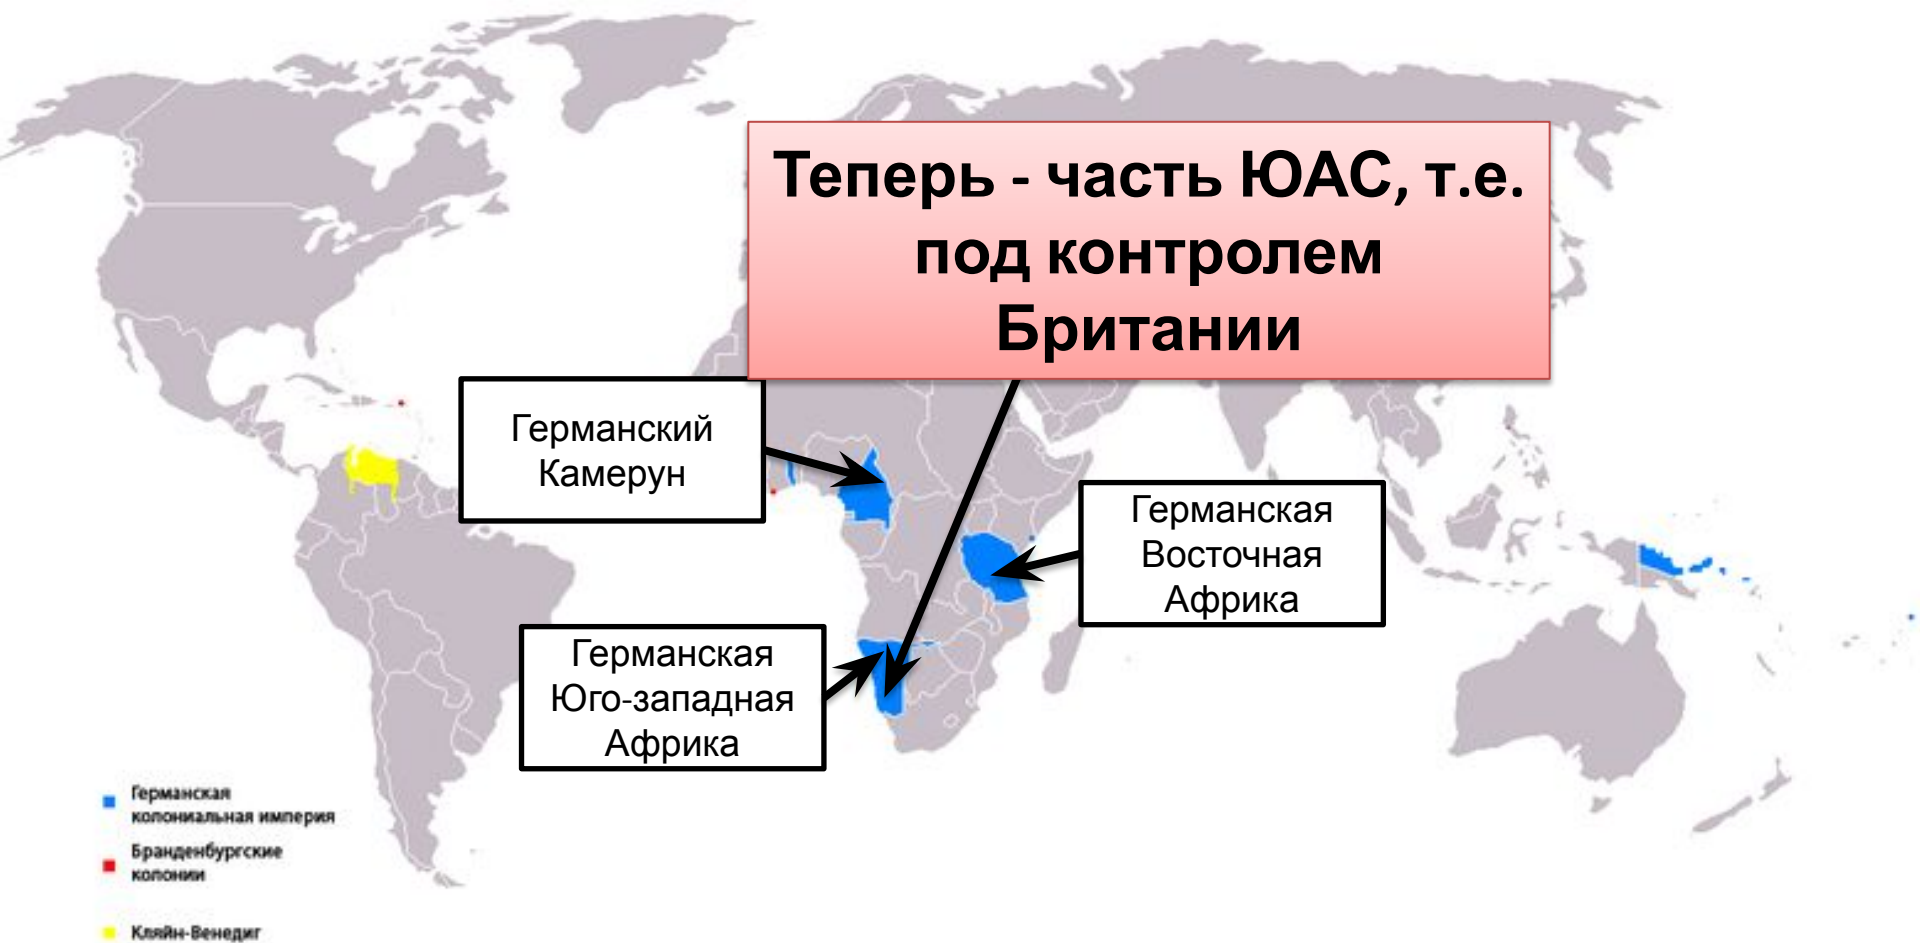 Теперь - часть ЮАС, т.е.
под контролем
Британии
Германский
Камерун
Германская
Восточная
Африка
Германская
Юго-западная
Африка
Германская
колониальная империя
Бранденбургские
колонии
Кляйн-Венедиг